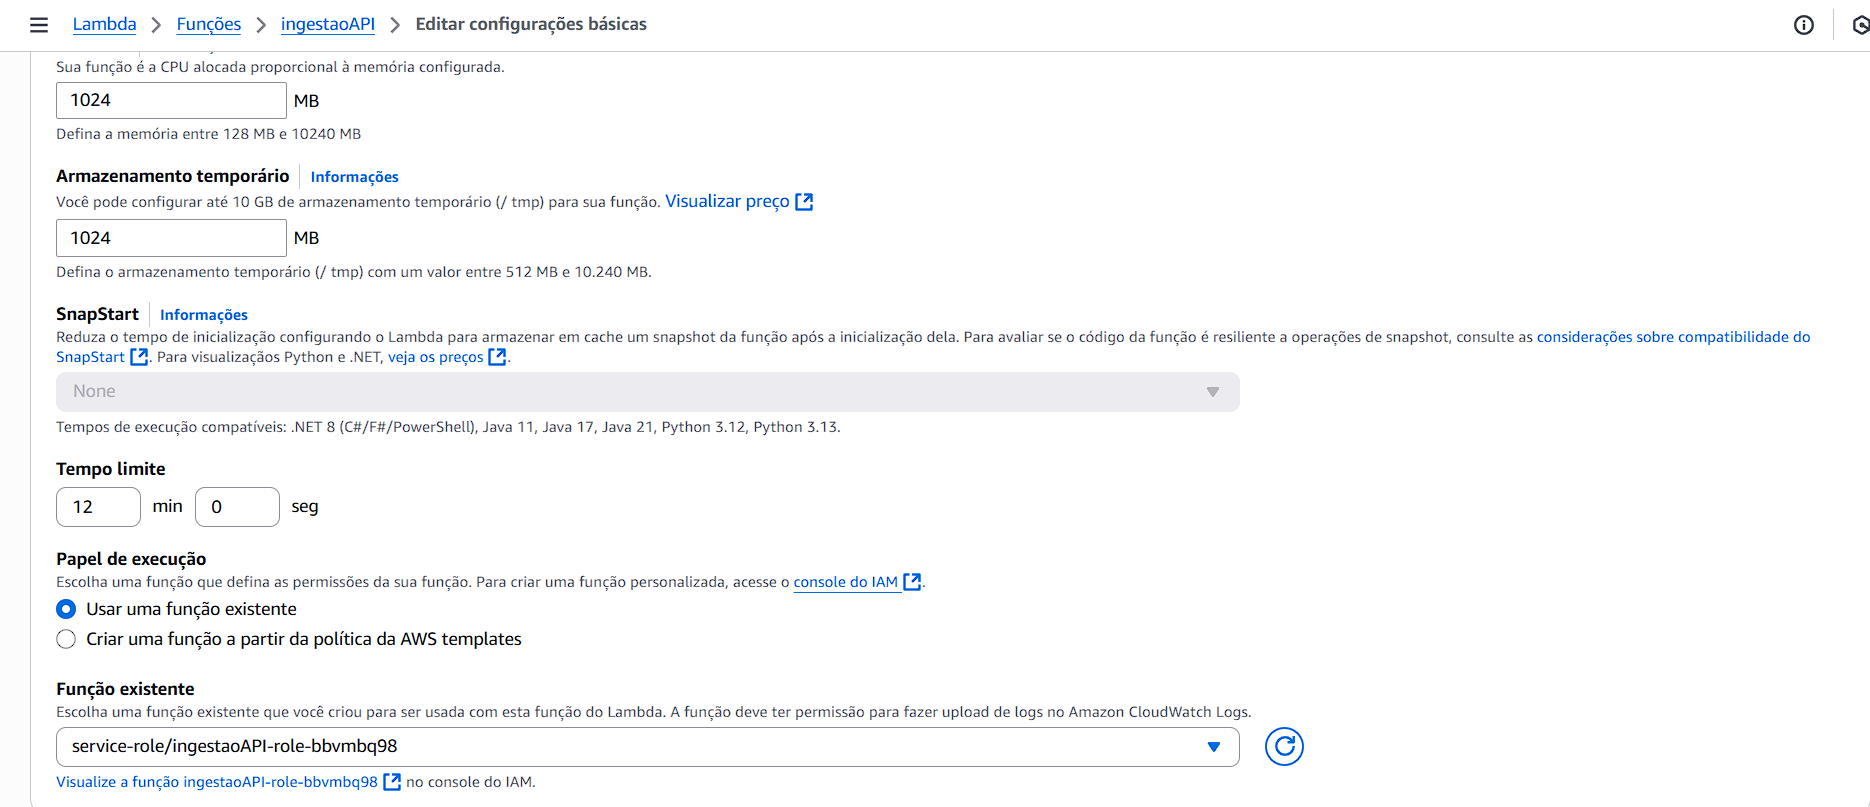 Lambda > Funções > ingestaoAPI > Editar configurações básicas
Sua função é a CPU alocada proporcional à memória configurada.
1024 MB
Defina a memória entre 128 MB e 10240 MB
Armazenamento temporário Informações
Você pode configurar até 10 GB de armazenamento temporário (/ tmp) para sua função. Visualizar preço
1024 MB
Defina o armazenamento temporário (/ tmp) com um valor entre 512 MB e 10.240 MB.
SnapStart Informações
Reduza o tempo de inicialização configurando o Lambda para armazenar em cache um snapshot da função após a inicialização dela. Para avaliar se o código da função é resiliente a operações de snapshot, consulte as considerações sobre compatibilidade do
SnapStart. Para visualizaçãos Python e .NET, veja os preços.
None
Tempos de execução compatíveis: .NET 8 (C#/F#/PowerShell), Java 11, Java 17, Java 21, Python 3.12, Python 3.13.
Tempo limite
12 min 0 seg
Papel de execução
Escolha uma função que defina as permissões da sua função. Para criar uma função personalizada, acesse o console do IAM.
Usar uma função existente
Criar uma função a partir da política da AWS templates
Função existente
Escolha uma função existente que você criou para ser usada com esta função do Lambda. A função deve ter permissão para fazer upload de logs no Amazon CloudWatch Logs.
service-role/ingestaoAPI-role-bbvmbq98
Visualize a função ingestaoAPI-role-bbvmbq98 no console do IAM.